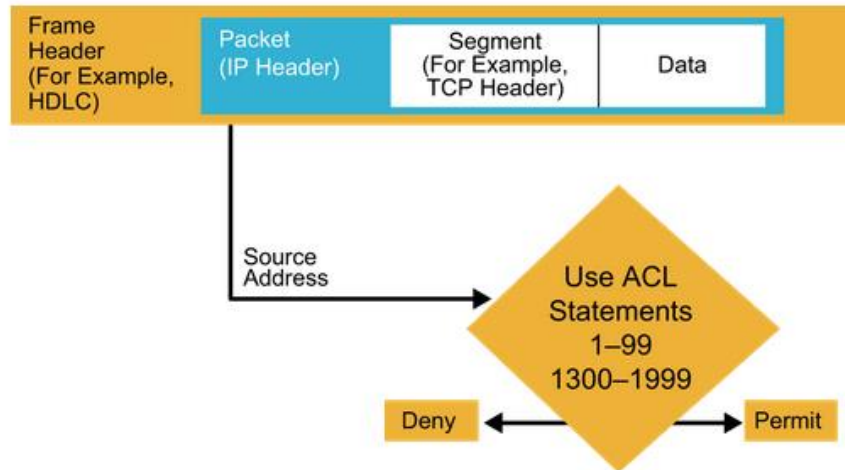 Frame
Header
(For Example,
HDLC)
Packet
(IP Header)
Segment
(For Example,
TCP Header)
Data
Source
Address
Use ACL
Statements
1–99
1300–1999
Deny
Permit